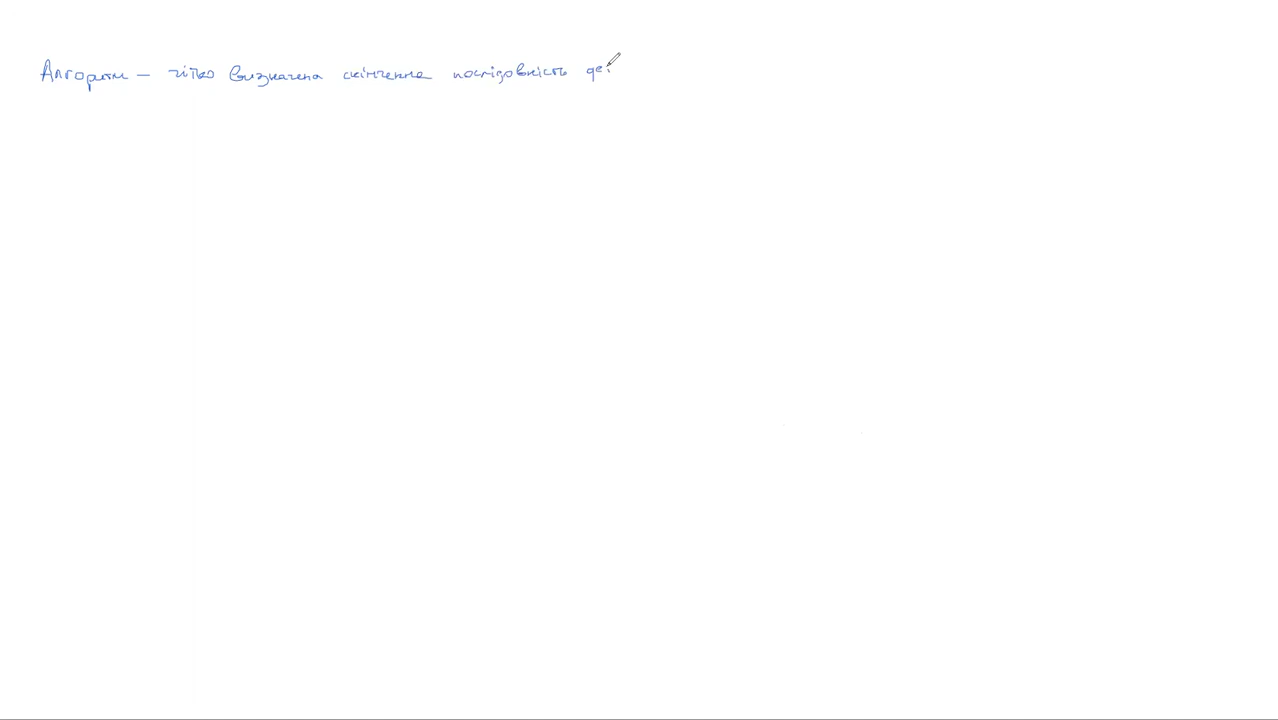 Алгоритм — чітко визначена скінченна послідовність